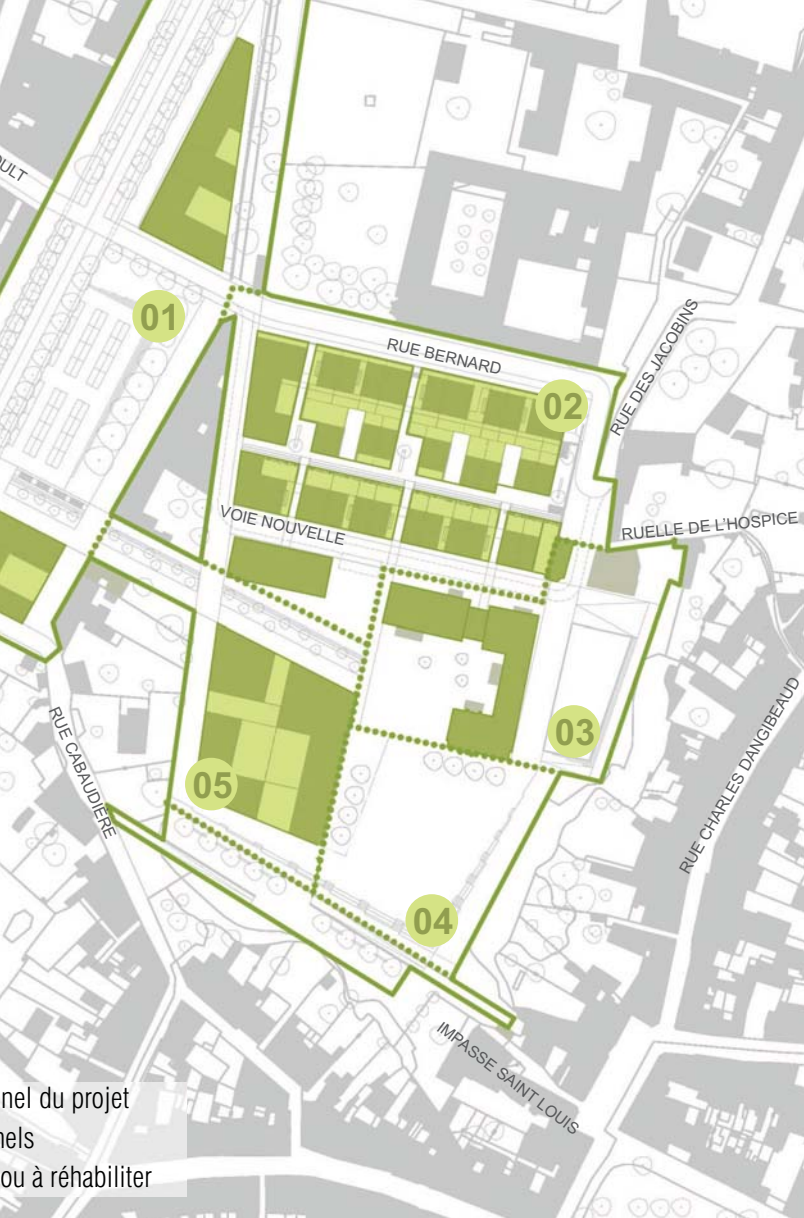 OULT
01
RUE BERNARD
RUE DES JACOBINS
02
VOIE NOUVELLE
RUELLE DE L'HOSPICE
RUE CABAUDIÈRE
03
05
RUE CHARLES DANGIBEAUD
04
IMPASSE SAINT LOUIS
nel du projet
nels
ou à réhabiliter